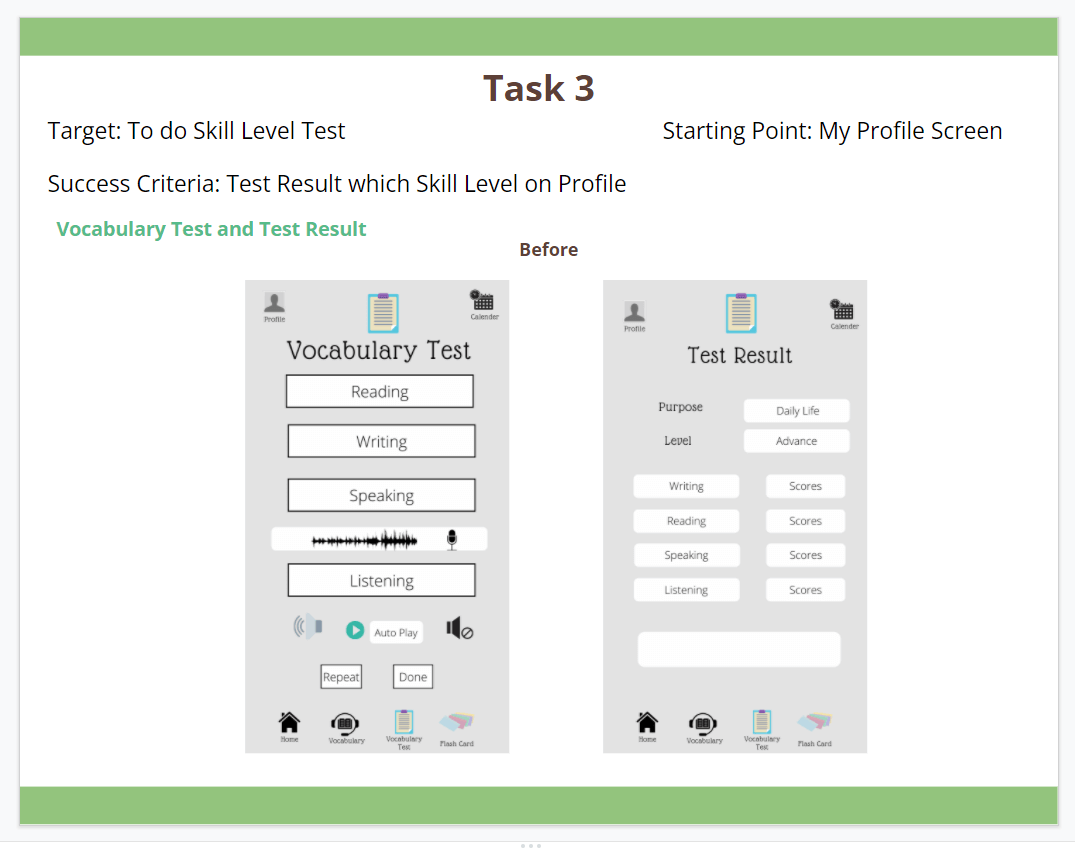 Task 3
Target: To do Skill Level Test
Starting Point: My Profile Screen
Success Criteria: Test Result which Skill Level on Profile
Vocabulary Test and Test Result
Before
Profile
Calender
Vocabulary Test
Reading
Writing
Speaking
Listening
Auto Play
Repeat
Done
Home
Vocabulary
Vocabulary
Test
Flash Card
Profile
Calender
Test Result
Purpose
Daily Life
Level
Advance
Writing
Scores
Reading
Scores
Speaking
Scores
Listening
Scores
Home
Vocabulary
Vocabulary
Test
Flash Card